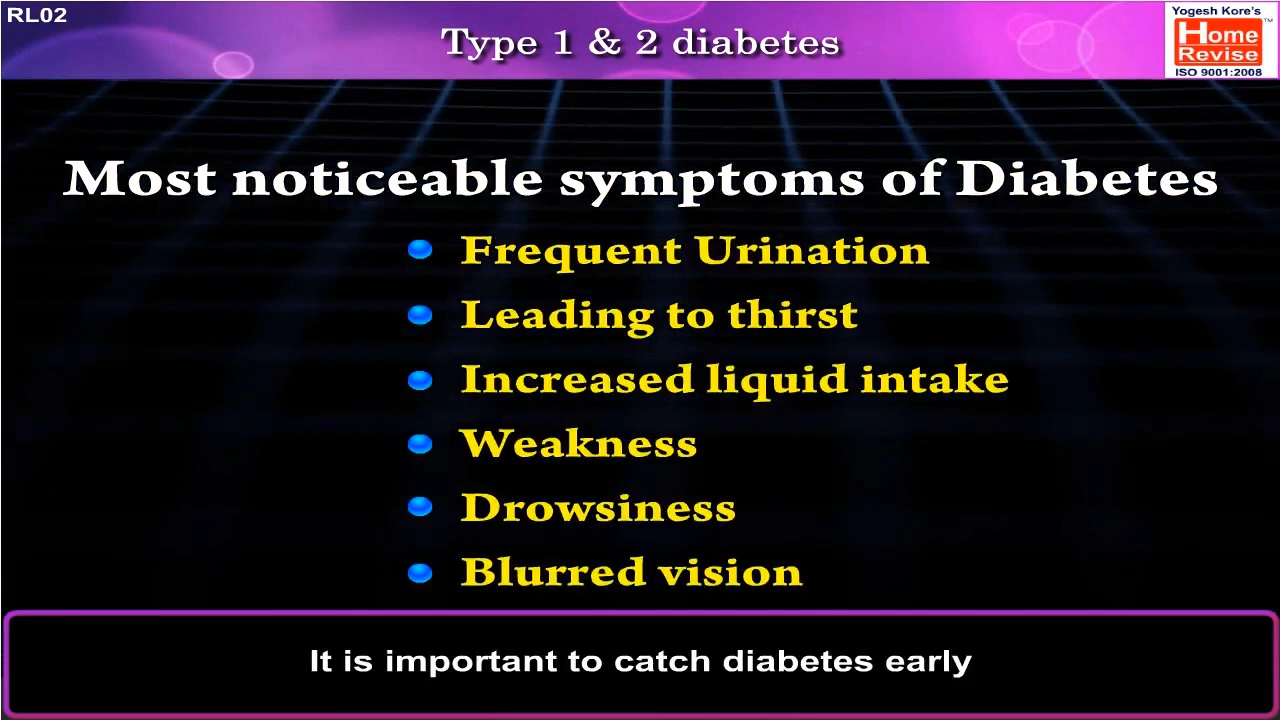 RL02
Type 1 & 2 diabetes
Yogesh Kore's
Home
TM
Revise
ISO 9001:2008
Most noticeable symptoms of Diabetes
Frequent Urination
Leading to thirst
Increased liquid intake
Weakness
Drowsiness
Blurred vision
It is important to catch diabetes early